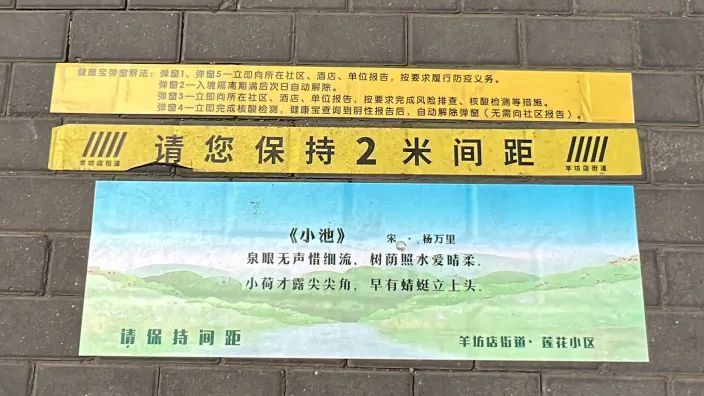 健康宝弹窗解法：弹窗1、弹窗5—立即向所在社区、酒店、单位报告，按要求履行防疫义务。
弹窗2—入境隔离期满后次日自动解除。
弹窗3—立即向所在社区、酒店、单位报告，按要求完成风险排查、核酸检测等措施。
弹窗4—立即完成核酸检测，健康宝查询到阴性报告后，自动解除弹窗（无需向社区报告）。
请您保持2米间距
羊坊店街道
羊坊店街道
《小池》 宋·杨万里
泉眼无声惜细流，树荫照水爱晴柔.
小荷才露尖尖角，早有蜻蜓立上头.
请保持间距 羊坊店街道·莲花小区